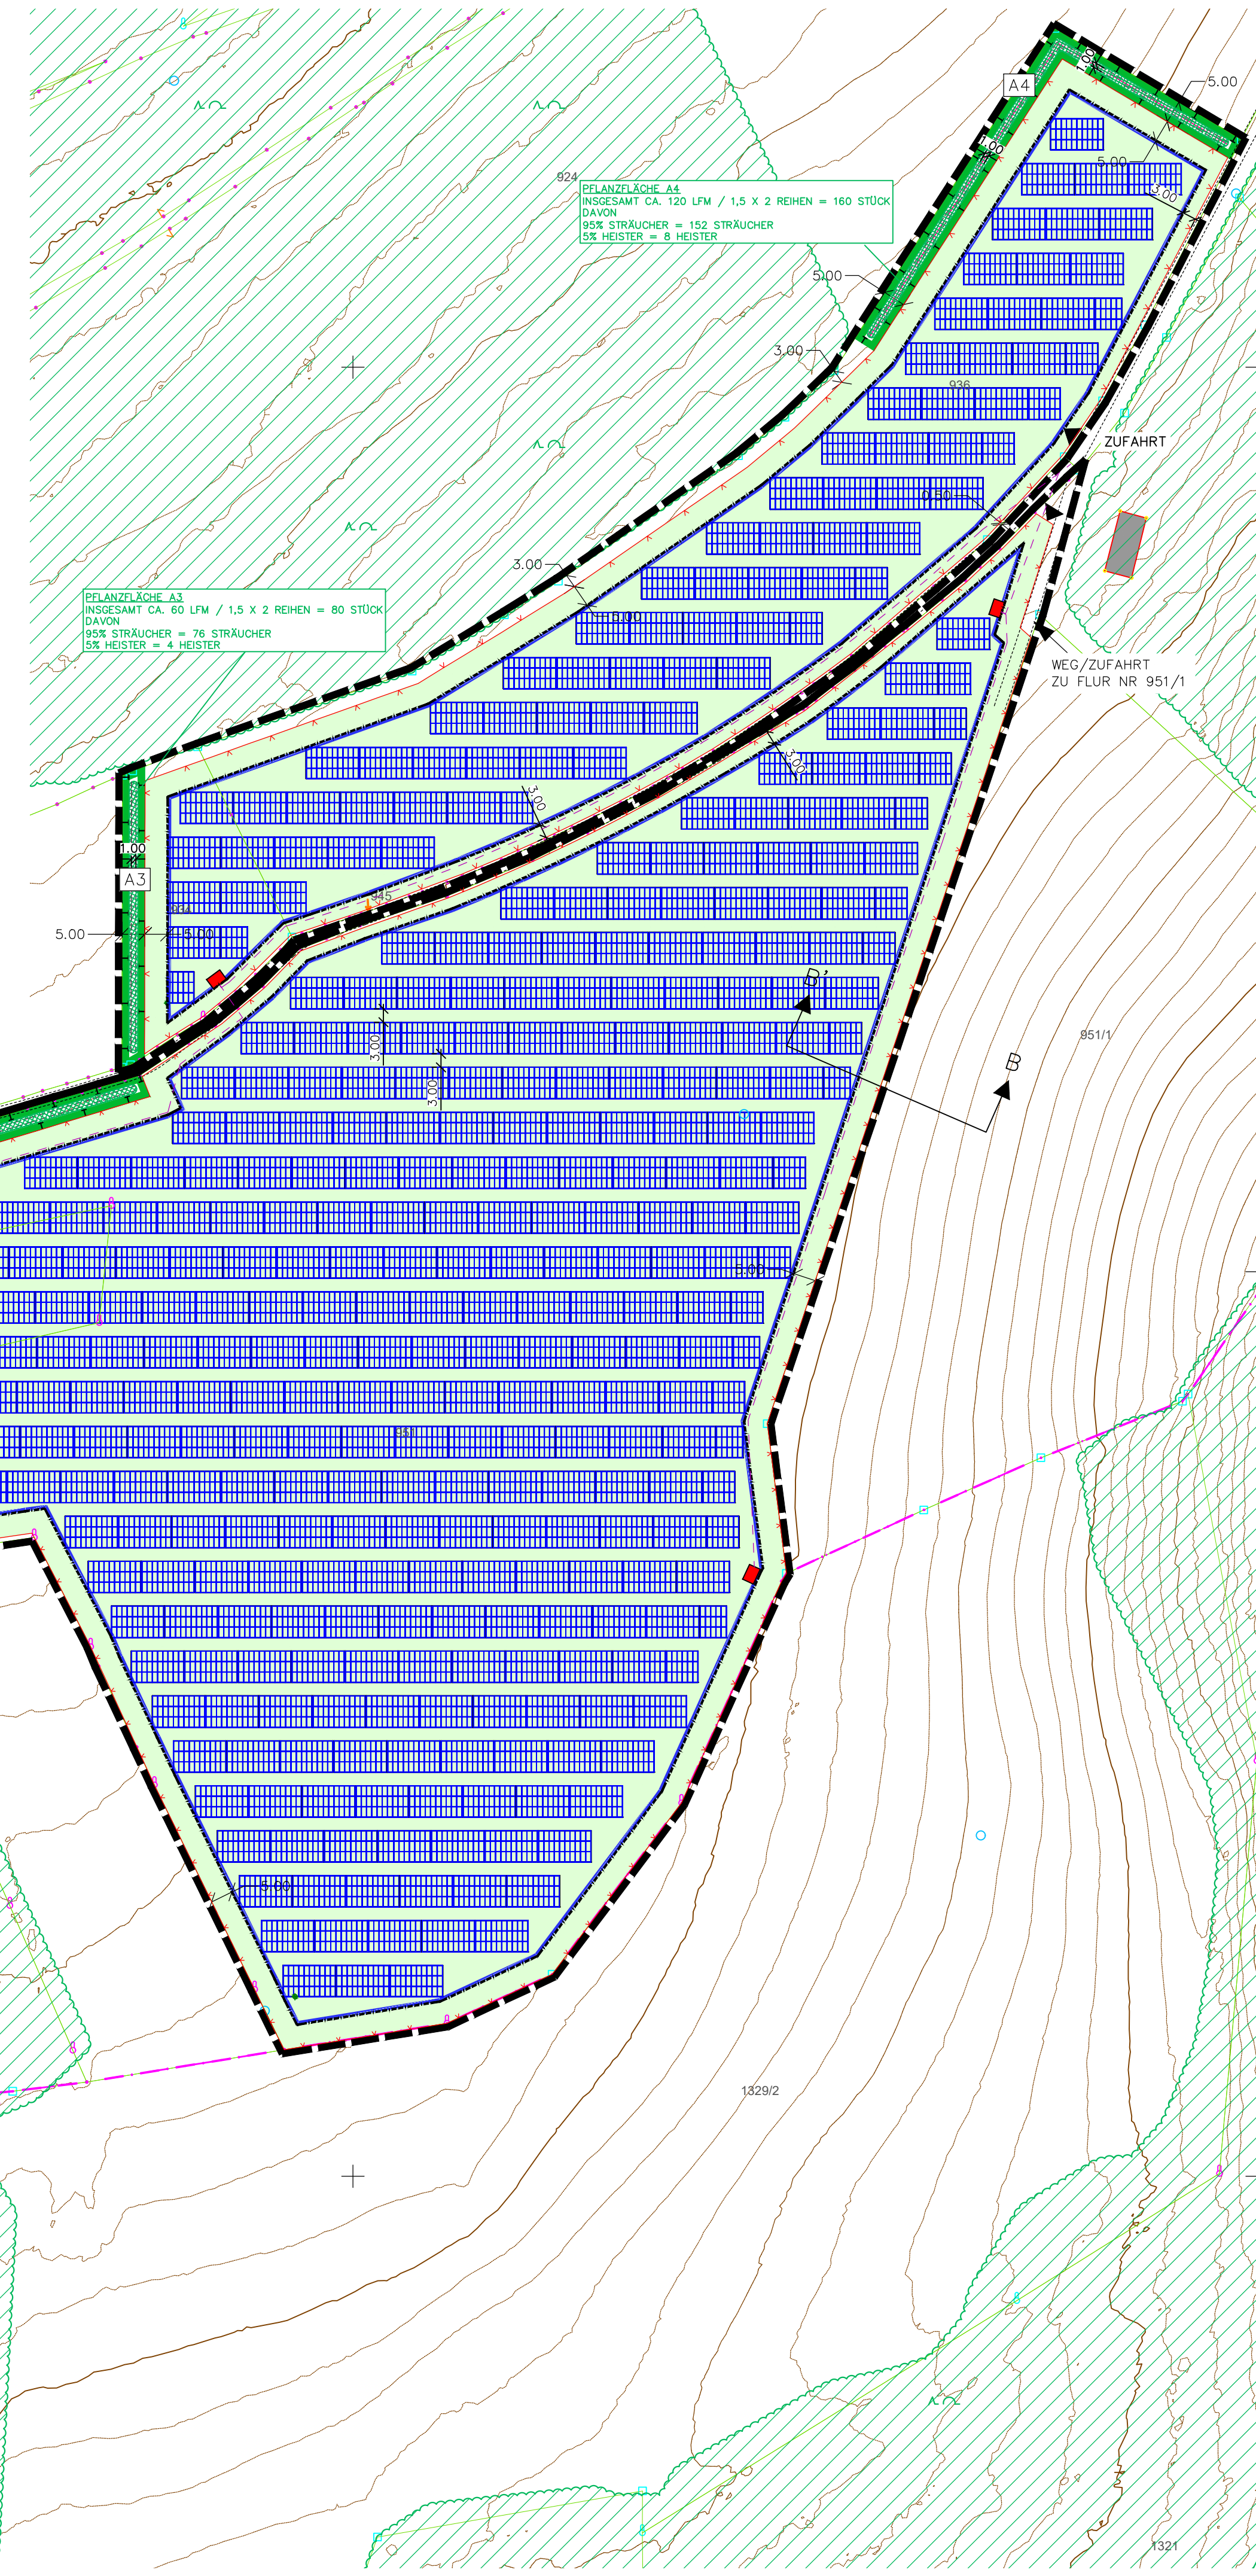 1.00
A4
5.00
1.00
5.00
924
3.00
PFLANZFLÄCHE A4
INSGESAMT CA. 120 LFM / 1,5 X 2 REIHEN = 160 STÜCK
DAVON
95% STRÄUCHER = 152 STRÄUCHER
5% HEISTER = 8 HEISTER
5.00
3.00
936
ZUFAHRT
0.50
3.00
PFLANZFLÄCHE A3
INSGESAMT CA. 60 LFM / 1,5 X 2 REIHEN = 80 STÜCK
DAVON
95% STRÄUCHER = 76 STRÄUCHER
5% HEISTER = 4 HEISTER
5.00
WEG/ZUFAHRT
ZU FLUR NR 951/1
3.00
3.00
1.00
A3
945
5.00
5.00
B'
951/1
B
3.00
3.00
5.00
951
5.00
1329/2
1321